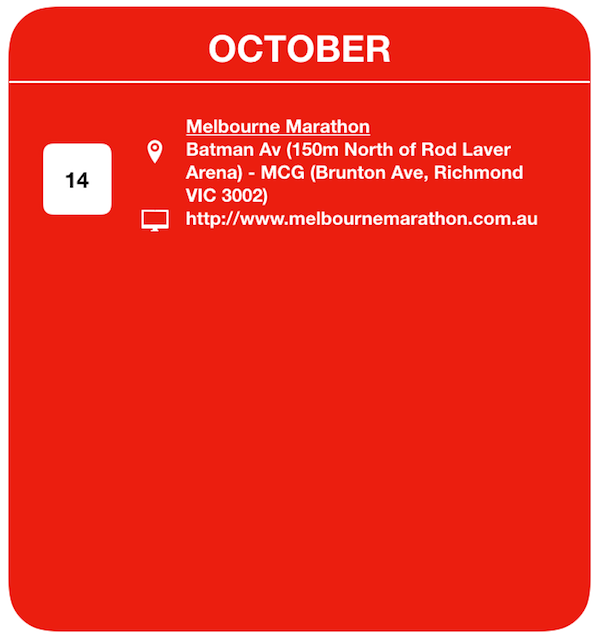 OCTOBER
14
Melbourne Marathon
Batman Av (150m North of Rod Laver
Arena) - MCG (Brunton Ave, Richmond
VIC 3002)
http://www.melbournemarathon.com.au